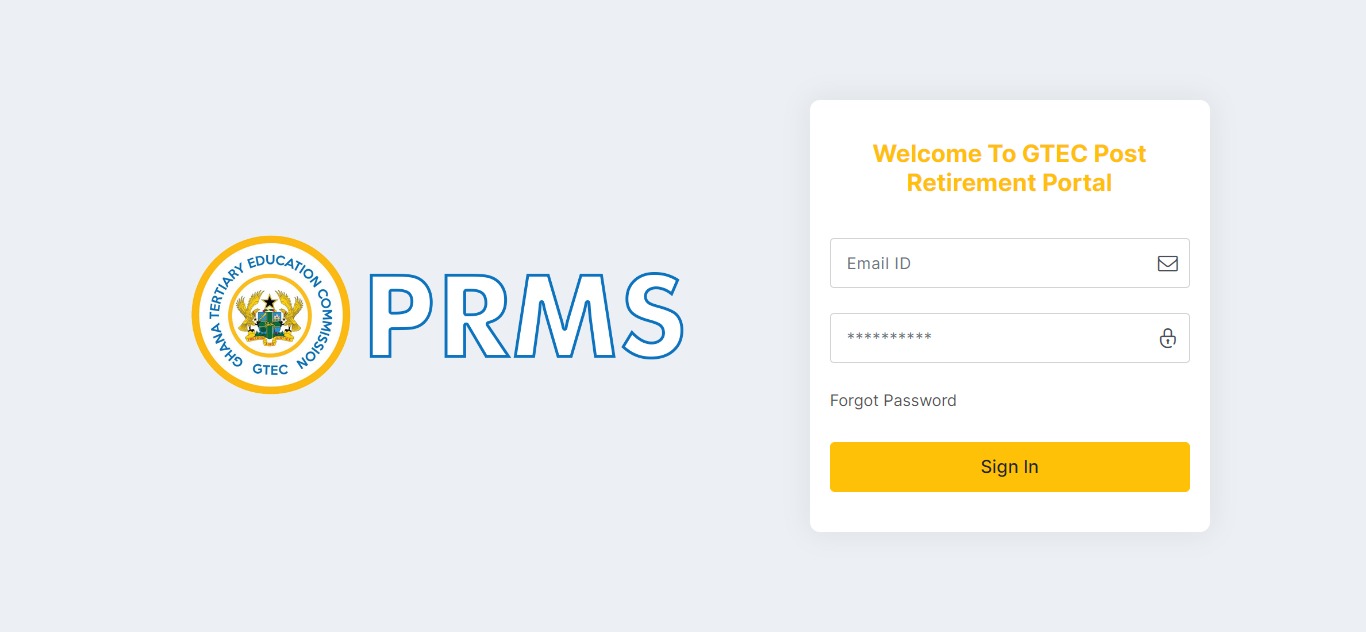 GHANA TERTIARY EDUCATION COMMISSION
GTEC
PRMS
Welcome To GTEC Post
Retirement Portal
Email ID
**********
Forgot Password
Sign In